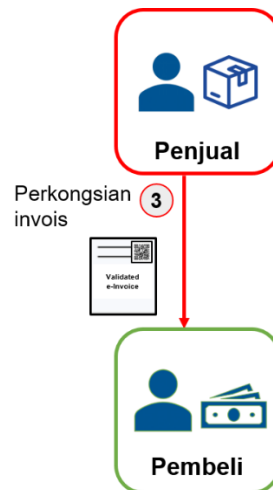 Penjual
Perkongsian
invois
3
Validated
e-Invoice
Pembeli